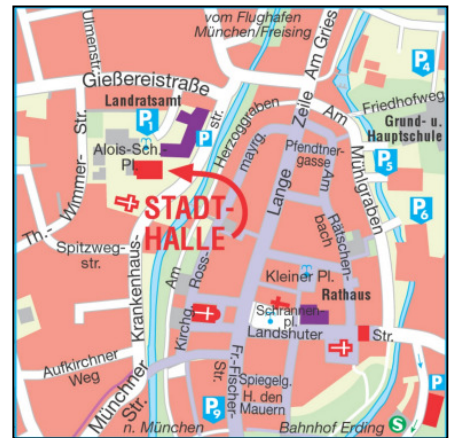 vom Flughafen
München/Freising
Ulmenstr.
Gießereistraße
Landratsamt
P1
P
str.
Herzoggraben
Am Gries
Zeile
P4
Friedhofweg
Grund- u.
Hauptschule
Am
Mühlgraben
P5
P6
Alois-Sch.-
Pl.
STADT-
HALLE
mayrg.
Pfendtner-
gasse
Am
Rätschen-
bach
Lange
Th.-
Wimmer-
Str.
Spitzweg-
str.
Krankenhaus-
Am
Ross-
Kirchg.
Kleiner Pl.
Rathaus
Schrannen-
pl.
Landshuter
Str.
Aufkirchner
Weg
Münchner
Str.
Fr.-Fischer-
Str.
Spiegelg.
H. den
Mauern
P9
n. München
Bahnhof Erding
S
P